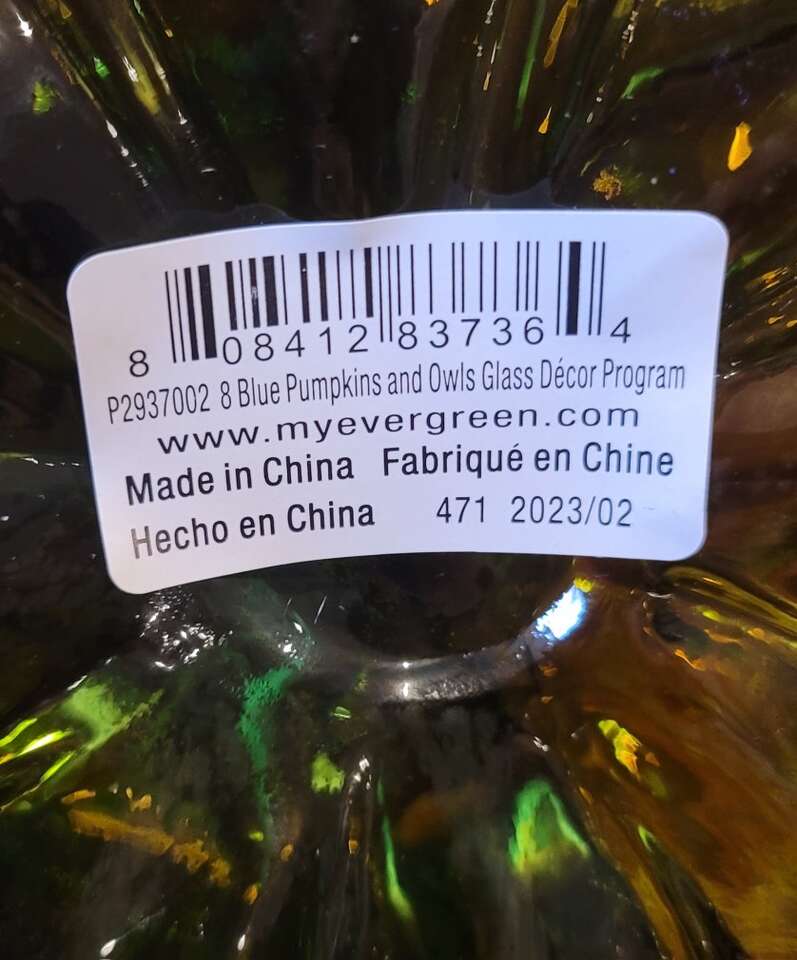 8 08412 83736 4
P2937002 8 Blue Pumpkins and Owls Glass Décor Program
www.myevergreen.com
Made in China Fabriqué en Chine
Hecho en China 471 2023/02